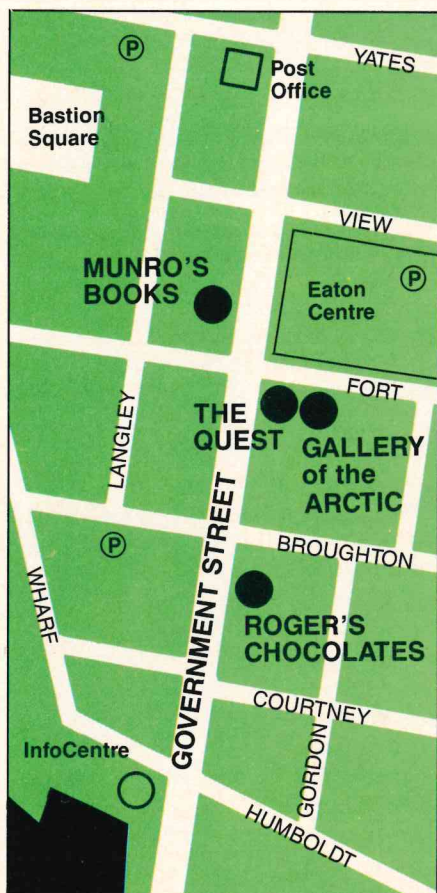 P
YATES
Post
Office
Bastion
Square
VIEW
MUNRO'S
BOOKS
P
Eaton
Centre
FORT
LANGLEY
THE
QUEST
GALLERY
of the
ARCTIC
GOVERNMENT STREET
P
BROUGHTON
WHARF
ROGER'S
CHOCOLATES
COURTNEY
GORDON
InfoCentre
HUMBOLDT